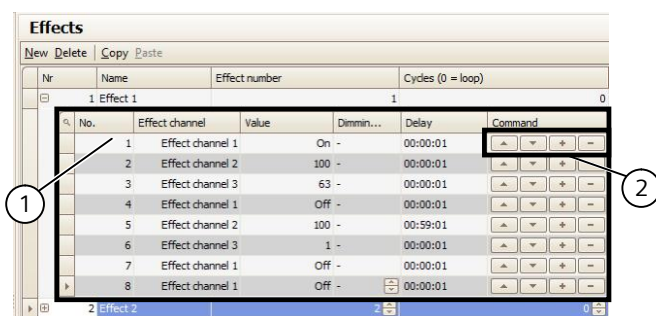 Effects
New Delete Copy Paste
Nr Name Effect number Cycles (0 = loop)
1 Effect 1 1 0
No. Effect channel Value Dimmin... Delay Command
1 Effect channel 1 On - 00:00:01
2 Effect channel 2 100 - 00:00:01
3 Effect channel 3 63 - 00:00:01
4 Effect channel 1 Off - 00:00:01
5 Effect channel 2 100 - 00:59:01
6 Effect channel 3 1 - 00:00:01
7 Effect channel 1 Off - 00:00:01
8 Effect channel 1 Off - 00:00:01
2 Effect 2 2 0
1
2